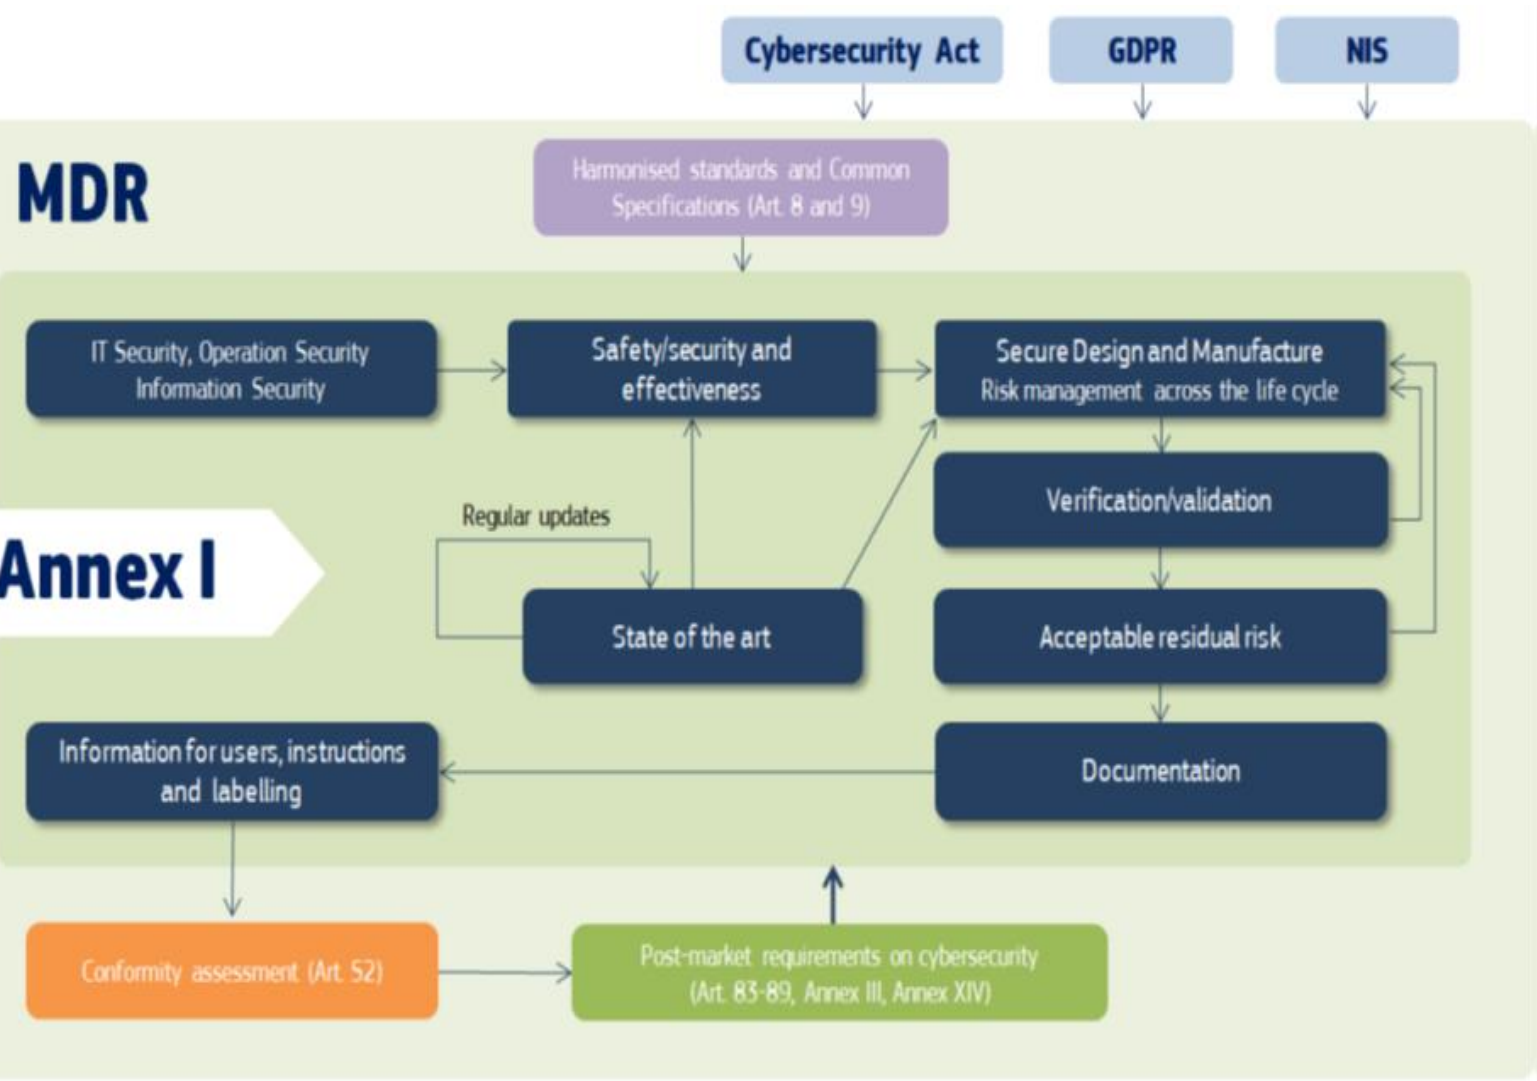 Cybersecurity Act
GDPR
NIS
MDR
Harmonised standards and Common
Specifications (Art. 8 and 9)
IT Security, Operation Security
Information Security
Safety/security and
effectiveness
Secure Design and Manufacture
Risk management across the life cycle
Verification/validation
Regular updates
Annex I
State of the art
Acceptable residual risk
Information for users, instructions
and labelling
Documentation
Conformity assessment (Art. 52)
Post-market requirements on cybersecurity
(Art. 83-89, Annex III, Annex XIV)